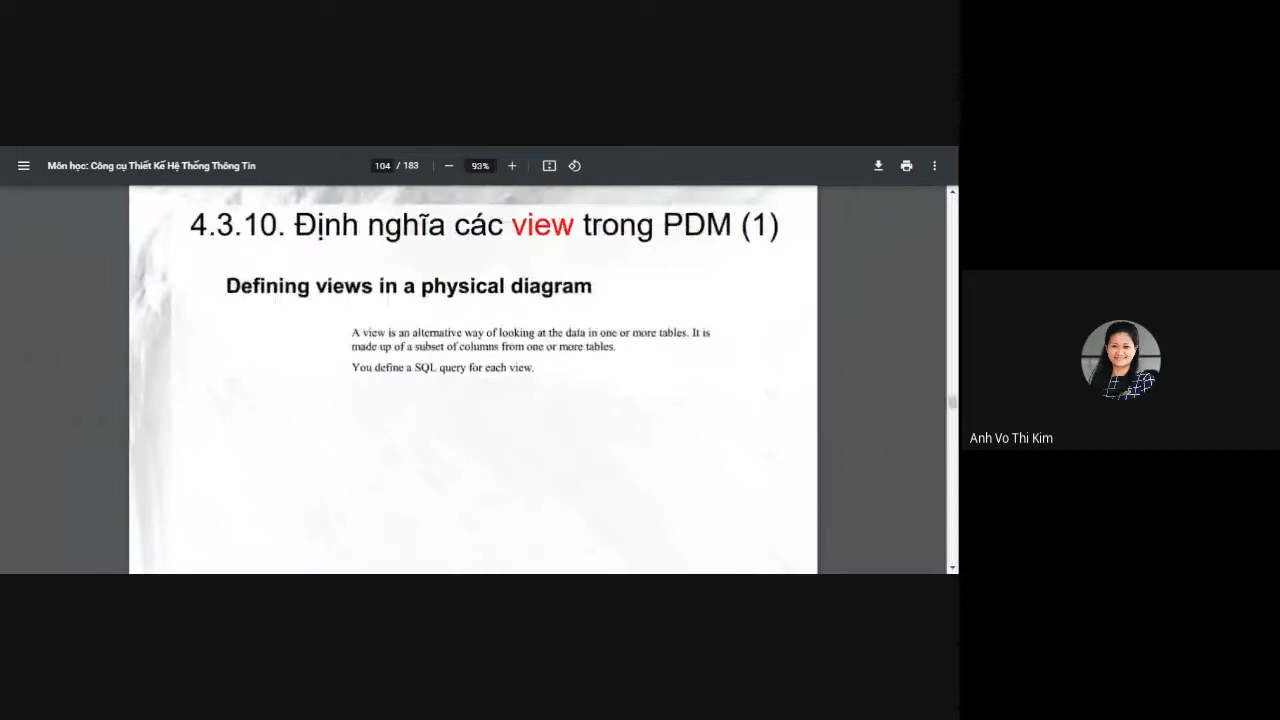 Môn học: Công cụ Thiết Kế Hệ Thống Thông Tin
104 / 183
93%
4.3.10. Định nghĩa các view trong PDM (1)
Defining views in a physical diagram
A view is an alternative way of looking at the data in one or more tables. It is
made up of a subset of columns from one or more tables.
You define a SQL query for each view.
Anh Vo Thi Kim